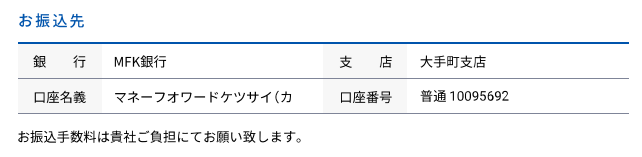 お振込先
銀　　行 MFK銀行 支　　店 大手町支店
口座名義 マネーフオワードケツサイ(カ 口座番号 普通 10095692
お振込手数料は貴社ご負担にてお願い致します。